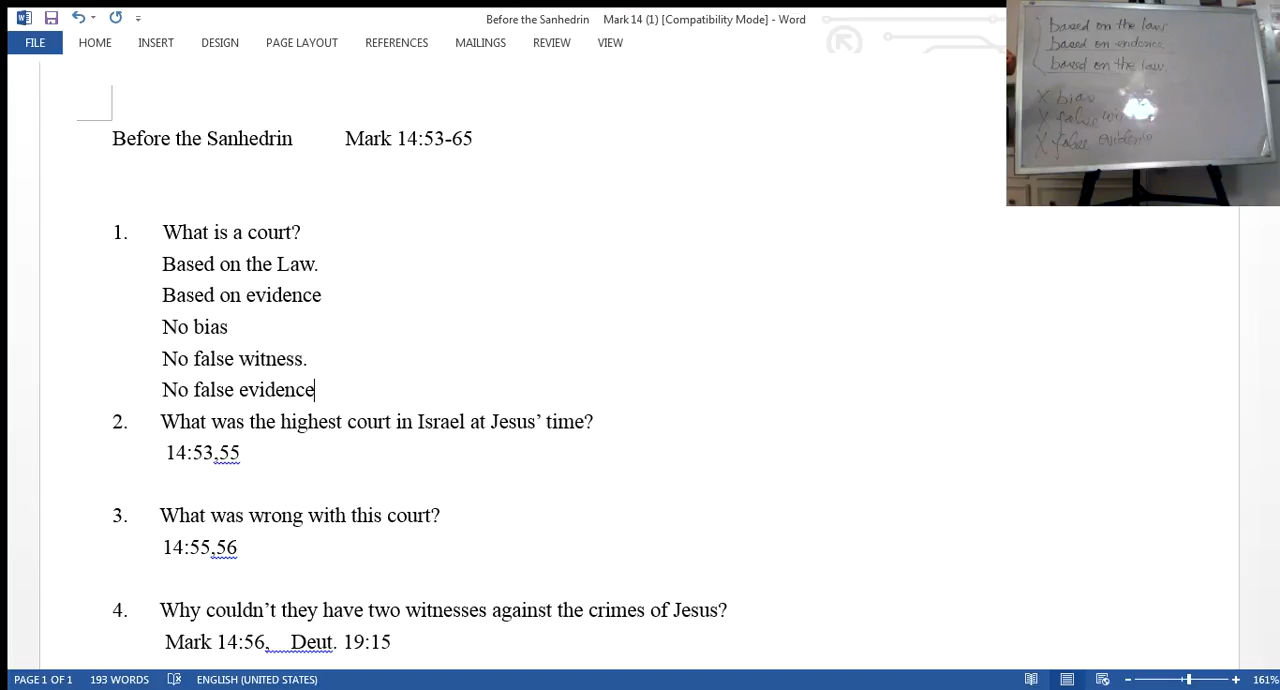 Before the Sanhedrin Mark 14 (1) [Compatibility Mode] - Word
FILE HOME INSERT DESIGN PAGE LAYOUT REFERENCES MAILINGS REVIEW VIEW
based on the laws
based on evidence
based on the law.
X bias
X false
X false evidence
Before the Sanhedrin Mark 14:53-65
1. What is a court?
Based on the Law.
Based on evidence
No bias
No false witness.
No false evidence
2. What was the highest court in Israel at Jesus’ time?
14:53,55
3. What was wrong with this court?
14:55,56
4. Why couldn’t they have two witnesses against the crimes of Jesus?
Mark 14:56, Deut. 19:15
PAGE 1 OF 1 193 WORDS ENGLISH (UNITED STATES) 161%